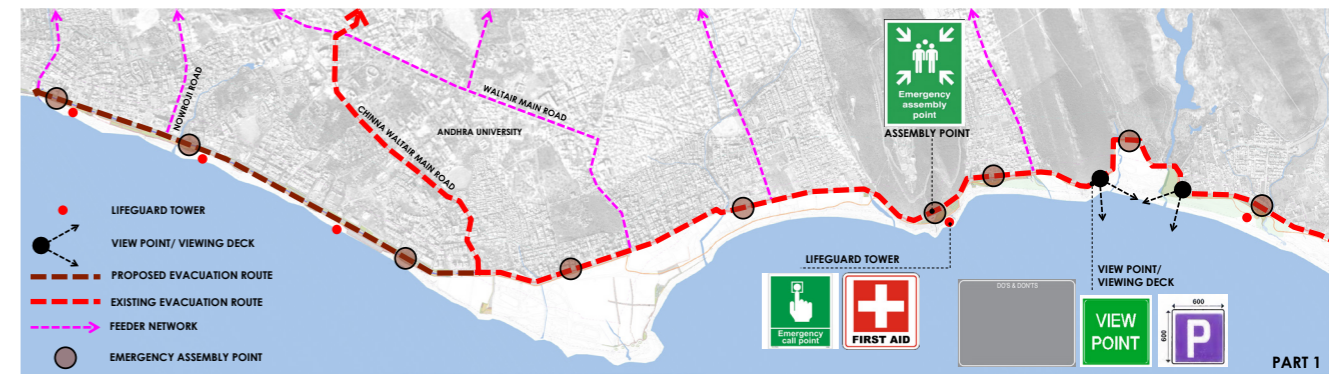 NOWROJI ROAD
CHINNA WALTAIR MAIN ROAD
WALTAIR MAIN ROAD
ANDHRA UNIVERSITY
Emergency
assembly
point
ASSEMBLY POINT
LIFEGUARD TOWER
VIEW POINT/ VIEWING DECK
PROPOSED EVACUATION ROUTE
EXISTING EVACUATION ROUTE
FEEDER NETWORK
EMERGENCY ASSEMBLY POINT
LIFEGUARD TOWER
Emergency
call point
FIRST AID
DO'S & DON'TS
VIEW POINT/
VIEWING DECK
VIEW
POINT
600
600
P
PART 1